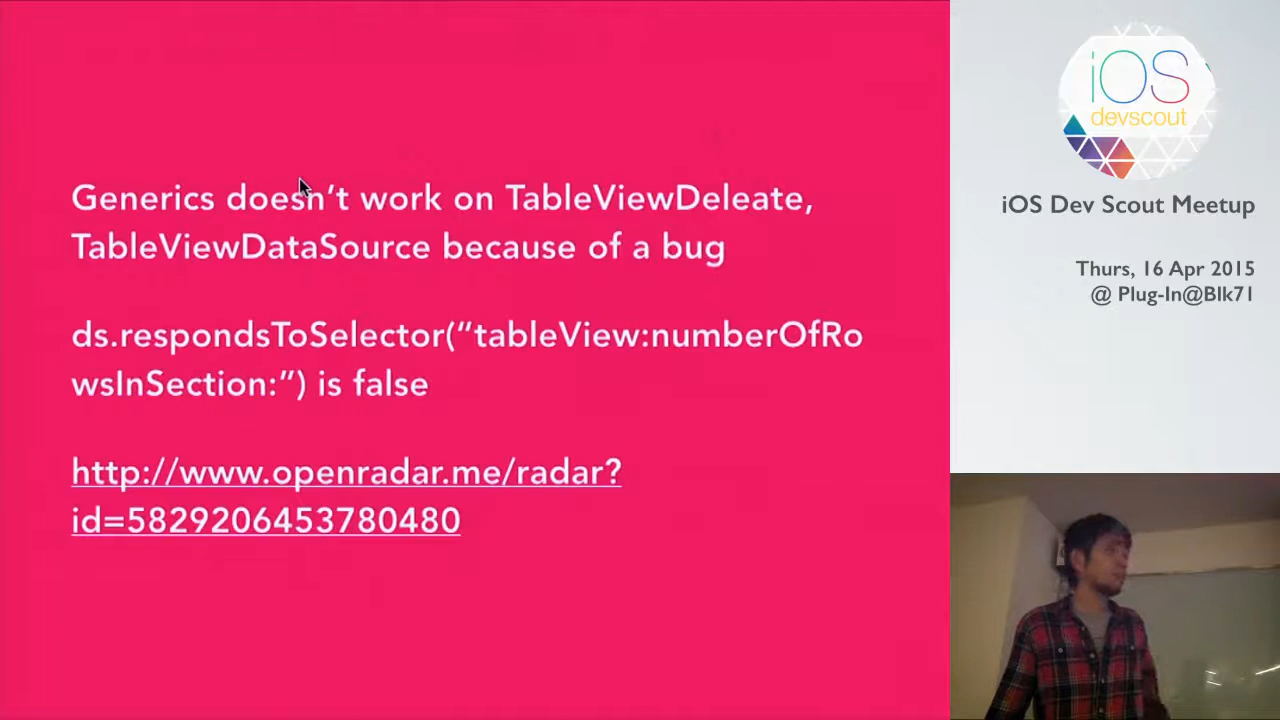 Generics doesn’t work on TableViewDeleate,
TableViewDataSource because of a bug
ds.respondsToSelector(“tableView:numberOfRo
wsInSection:”) is false
http://www.openradar.me/radar?
id=5829206453780480
iOS
devscout
iOS Dev Scout Meetup
Thurs, 16 Apr 2015
@ Plug-In@Blk71